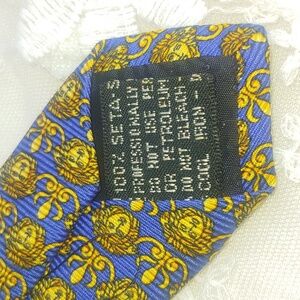 100% SETA-S
PROFESSIONALLY
DO NOT USE PER
OR PETROLEUM
DO NOT BLEACH-
COOL IRON - D